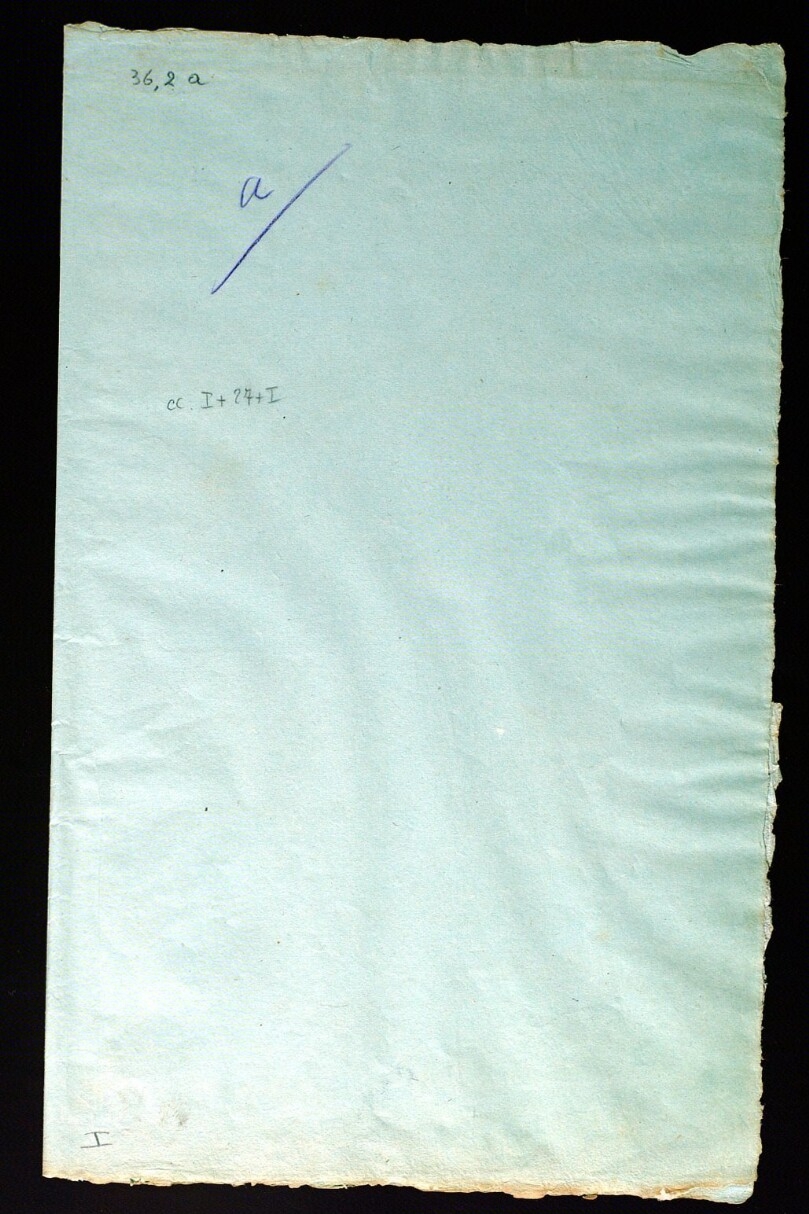 36,2 a
a/
cc. I+27+I
I